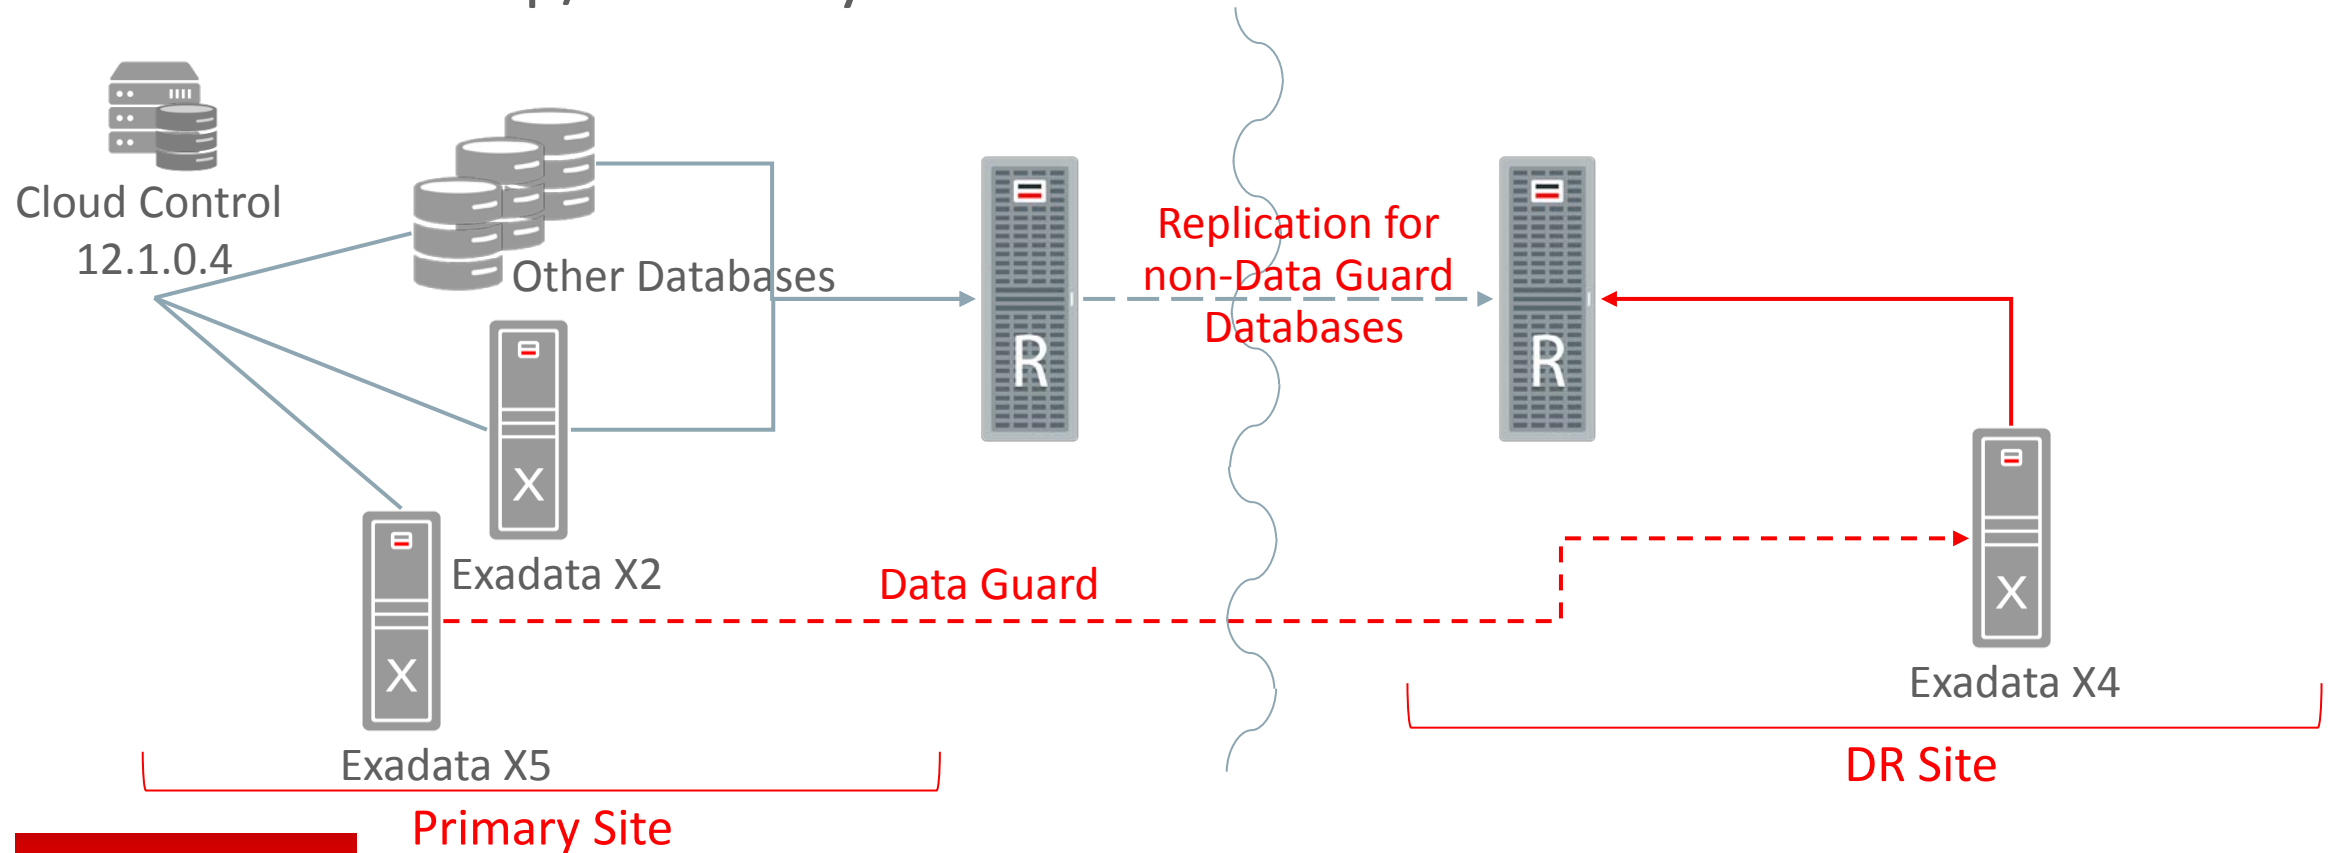 Cloud Control
12.1.0.4
Other Databases
Exadata X2
X
Exadata X5
X
R
Replication for
non-Data Guard
Databases
R
Data Guard
X
Exadata X4
Primary Site
DR Site